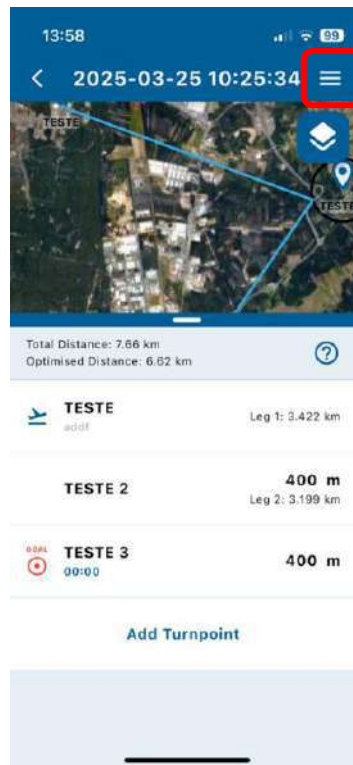 13:58
99
2025-03-25 10:25:34
TESTE
TESTE
Total Distance: 7.66 km
Optimised Distance: 6.62 km
?
TESTE
Leg 1: 3.422 km
addf
TESTE 2
400 m
Leg 2: 3.199 km
GOAL
TESTE 3
400 m
00:00
Add Turnpoint